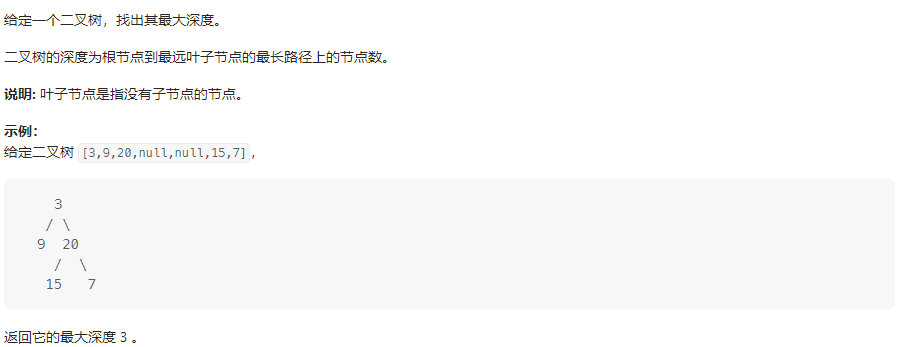 给定一个二叉树，找出其最大深度。
二叉树的深度为根节点到最远叶子节点的最长路径上的节点数。
说明: 叶子节点是指没有子节点的节点。
示例：
给定二叉树 [3,9,20,null,null,15,7]，
3
/ \
9 20
/ \
15 7
返回它的最大深度 3 。